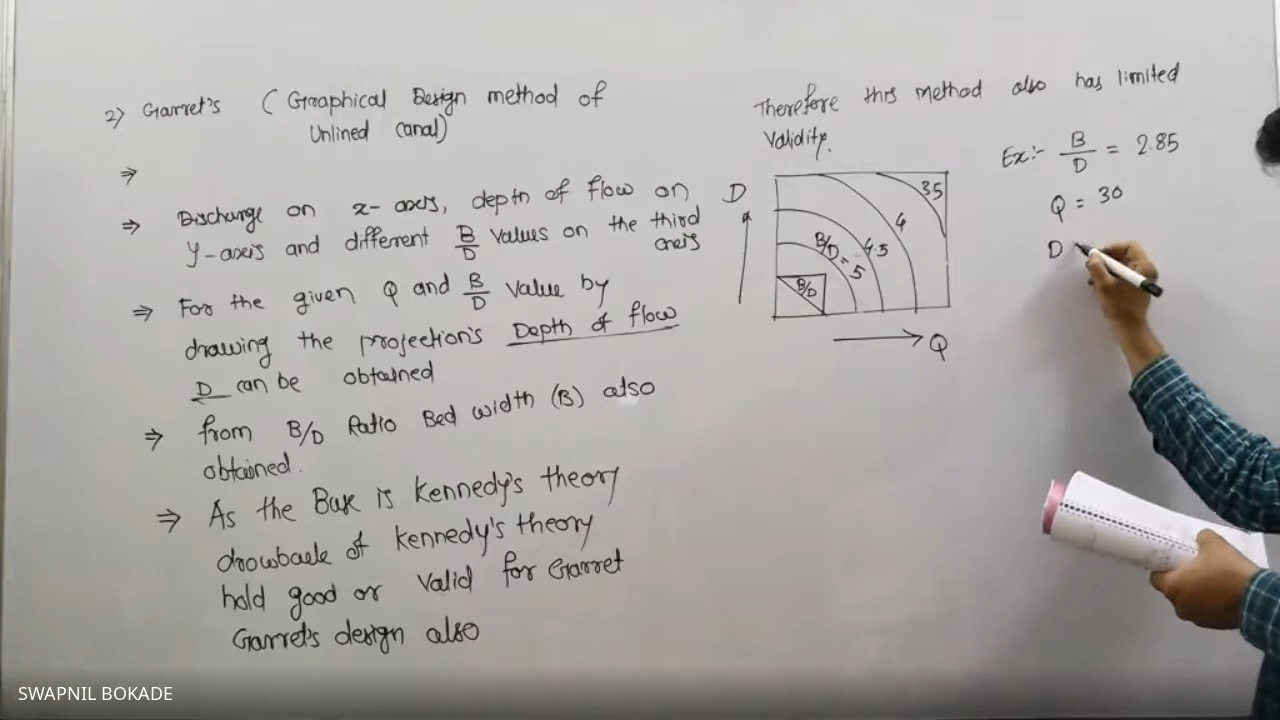 2) Garret's ( Graphical Design method of
Unlined Canal)
⇒
⇒ Discharge on x-axis, depth of flow on
y-axis and different B/D values on the third
axis
⇒ For the given Q and B/D value by
drawing the projection's Depth of flow
D can be obtained
⇒ from B/D Ratio Bed width (B) also
obtained.
⇒ As the Base is Kennedy's theory
drowback of Kennedy's theory
hold good or valid for Garret
Garret's design also
Therefore this method also has limited
Validity.
D
35
4
4.5
B/D = 5
B/D
Q
Ex:- B/D = 2.85
Q = 30
D
SWAPNIL BOKADE